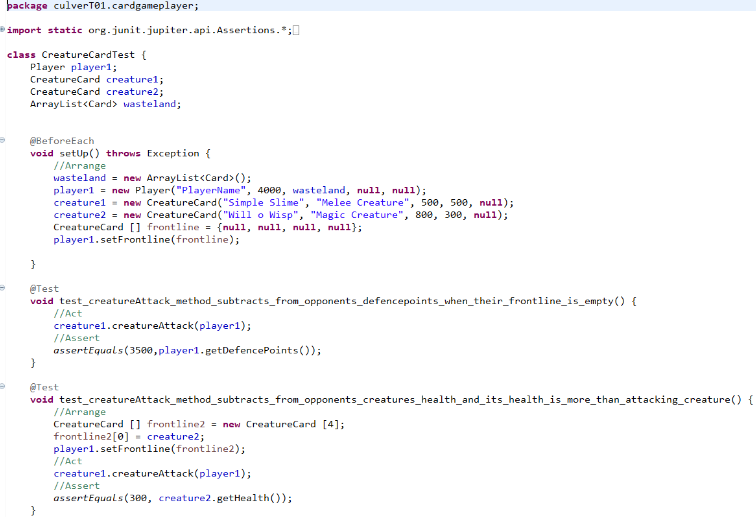 package culverT01.cardgameplayer;
import static org.junit.jupiter.api.Assertions.*;
class CreatureCardTest {
Player player1;
CreatureCard creature1;
CreatureCard creature2;
ArrayList<Card> wasteland;
@BeforeEach
void setUp() throws Exception {
//Arrange
wasteland = new ArrayList<Card>();
player1 = new Player("PlayerName", 4000, wasteland, null, null);
creature1 = new CreatureCard("Simple Slime", "Melee Creature", 500, 500, null);
creature2 = new CreatureCard("Will o Wisp", "Magic Creature", 800, 300, null);
CreatureCard [] frontline = {null, null, null, null};
player1.setFrontline(frontline);
}
@Test
void test_creatureAttack_method_subtracts_from_opponents_defencepoints_when_their_frontline_is_empty() {
//Act
creature1.creatureAttack(player1);
//Assert
assertEquals(3500,player1.getDefencePoints());
}
@Test
void test_creatureAttack_method_subtracts_from_opponents_creatures_health_and_its_health_is_more_than_attacking_creature() {
//Arrange
CreatureCard [] frontline2 = new CreatureCard [4];
frontline2[0] = creature2;
player1.setFrontline(frontline2);
//Act
creature1.creatureAttack(player1);
//Assert
assertEquals(300, creature2.getHealth());
}